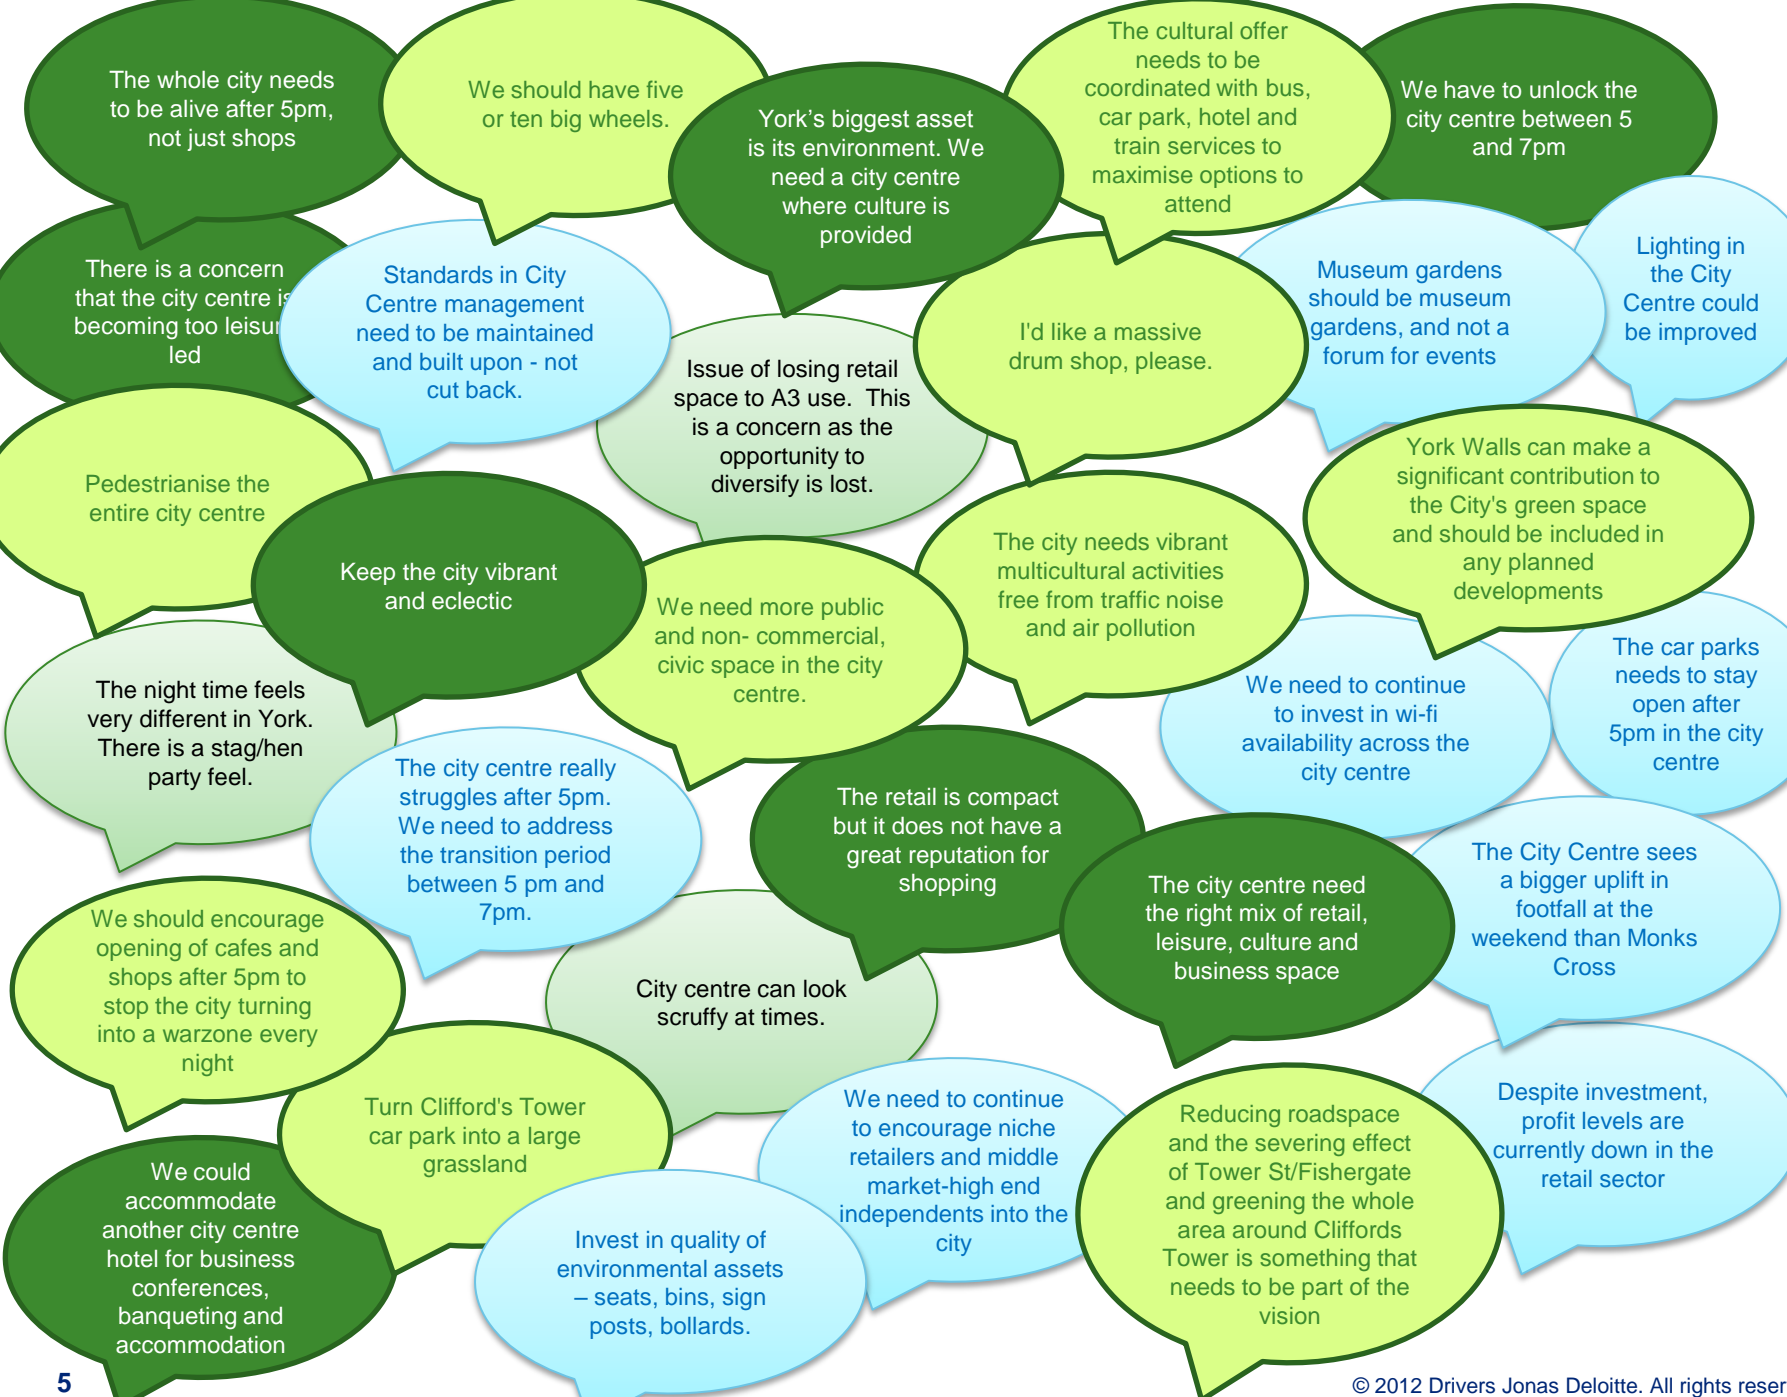 The whole city needs
to be alive after 5pm,
not just shops
We should have five
or ten big wheels.
York's biggest asset
is its environment. We
need a city centre
where culture is
provided
The cultural offer
needs to be
coordinated with bus,
car park, hotel and
train services to
maximise options to
attend
We have to unlock the
city centre between 5
and 7pm
There is a concern
that the city centre is
becoming too leisur
led
Standards in City
Centre management
need to be maintained
and built upon - not
cut back.
Issue of losing retail
space to A3 use.  This
is a concern as the
opportunity to
diversify is lost.
I'd like a massive
drum shop, please.
Museum gardens
should be museum
gardens, and not a
forum for events
Lighting in
the City
Centre could
be improved
Pedestrianise the
entire city centre
Keep the city vibrant
and eclectic
We need more public
and non- commercial,
civic space in the city
centre.
The city needs vibrant
multicultural activities
free from traffic noise
and air pollution
York Walls can make a
significant contribution to
the City's green space
and should be included in
any planned
developments
The night time feels
very different in York.
There is a stag/hen
party feel.
The city centre really
struggles after 5pm.
We need to address
the transition period
between 5 pm and
7pm.
The retail is compact
but it does not have a
great reputation for
shopping
We need to continue
to invest in wi-fi
availability across the
city centre
The car parks
needs to stay
open after
5pm in the city
centre
We should encourage
opening of cafes and
shops after 5pm to
stop the city turning
into a warzone every
night
City centre can look
scruffy at times.
The city centre need
the right mix of retail,
leisure, culture and
business space
The City Centre sees
a bigger uplift in
footfall at the
weekend than Monks
Cross
Turn Clifford's Tower
car park into a large
grassland
We need to continue
to encourage niche
retailers and middle
market-high end
independents into the
city
Reducing roadspace
and the severing effect
of Tower St/Fishergate
and greening the whole
area around Cliffords
Tower is something that
needs to be part of the
vision
Despite investment,
profit levels are
currently down in the
retail sector
We could
accommodate
another city centre
hotel for business
conferences,
banqueting and
accommodation
Invest in quality of
environmental assets
– seats, bins, sign
posts, bollards.
5
© 2012 Drivers Jonas Deloitte. All rights reser